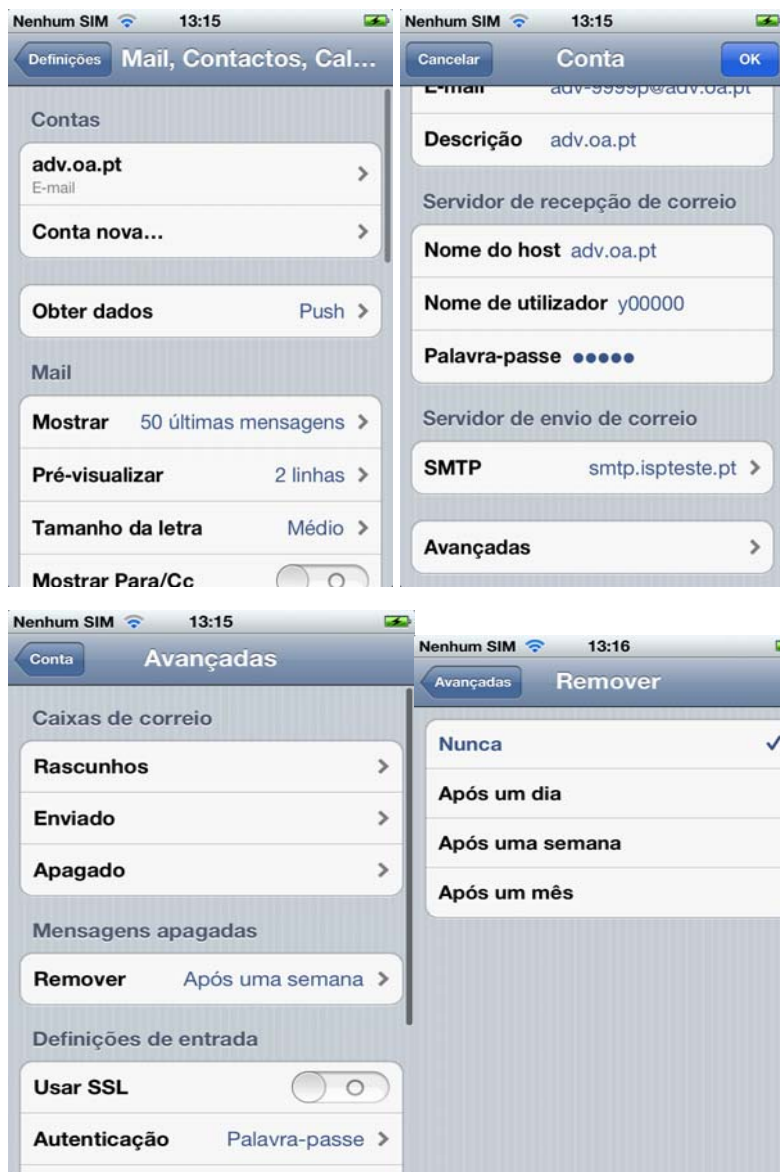 Nenhum SIM 13:15
Definições Mail, Contactos, Cal...
Contas
adv.oa.pt
E-mail
Conta nova...
Obter dados Push
Mail
Mostrar 50 últimas mensagens
Pré-visualizar 2 linhas
Tamanho da letra Médio
Mostrar Para/Cc
Nenhum SIM 13:15
Cancelar Conta OK
E-mail adv-9999p@adv.oa.pt
Descrição adv.oa.pt
Servidor de recepção de correio
Nome do host adv.oa.pt
Nome de utilizador y00000
Palavra-passe ●●●●●
Servidor de envio de correio
SMTP smtp.ispteste.pt
Avançadas
Nenhum SIM 13:15
Conta Avançadas
Caixas de correio
Rascunhos
Enviado
Apagado
Mensagens apagadas
Remover Após uma semana
Definições de entrada
Usar SSL
Autenticação Palavra-passe
Nenhum SIM 13:16
Avançadas Remover
Nunca
Após um dia
Após uma semana
Após um mês